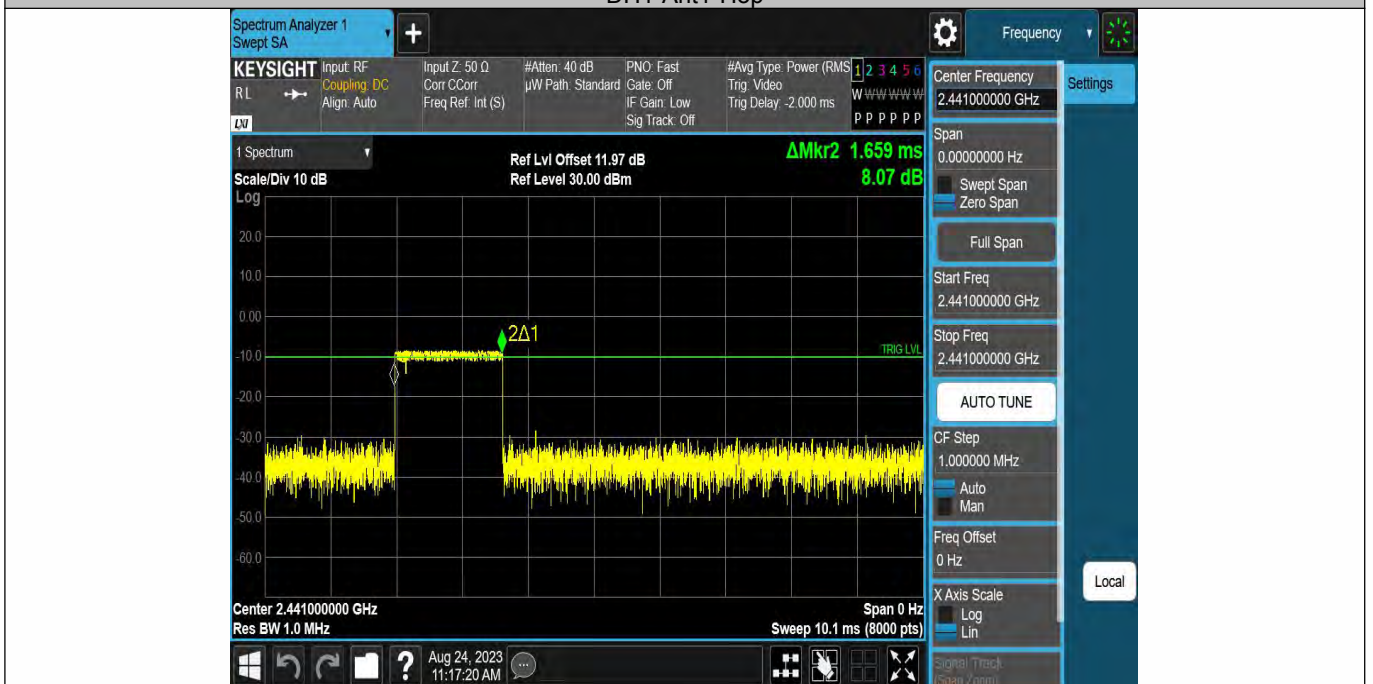 Spectrum Analyzer 1
Swept SA
+
Frequency
KEYSIGHT
RL
LXI
Input: RF
Coupling: DC
Align: Auto
Input Z: 50 Ω
Corr CCorr
Freq Ref: Int (S)
#Atten: 40 dB
µW Path: Standard
PNO: Fast
Gate: Off
IF Gain: Low
Sig Track: Off
#Avg Type: Power (RMS
Trig: Video
Trig Delay: -2.000 ms
1 2 3 4 5 6
W W W W W W
P P P P P P
1 Spectrum
Scale/Div 10 dB
Log
Ref Lvl Offset 11.97 dB
Ref Level 30.00 dBm
ΔMkr2 1.659 ms
8.07 dB
20.0
10.0
0.00
-10.0
-20.0
-30.0
-40.0
-50.0
-60.0
2Δ1
TRIG LVL
Center 2.441000000 GHz
Res BW 1.0 MHz
Span 0 Hz
Sweep 10.1 ms (8000 pts)
Center Frequency
2.441000000 GHz
Settings
Span
0.00000000 Hz
Swept Span
Zero Span
Full Span
Start Freq
2.441000000 GHz
Stop Freq
2.441000000 GHz
AUTO TUNE
CF Step
1.000000 MHz
Auto
Man
Freq Offset
0 Hz
X Axis Scale
Log
Lin
Signal Track
(Span Zoom)
Local
?
Aug 24, 2023
11:17:20 AM